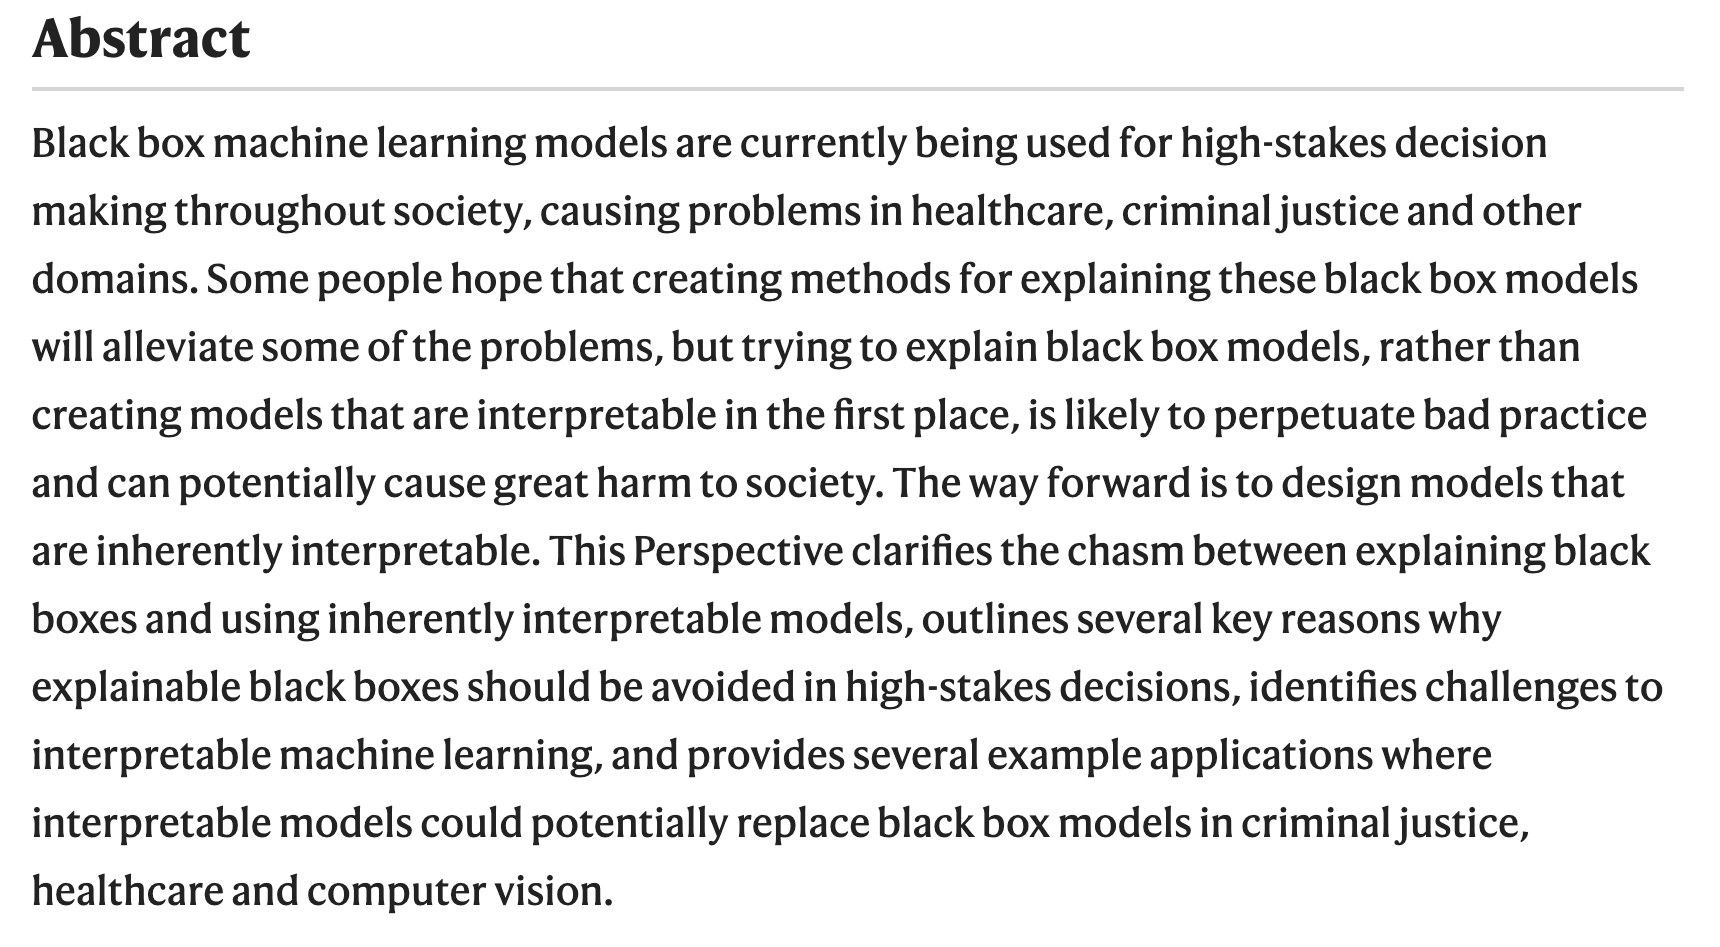 Abstract
Black box machine learning models are currently being used for high-stakes decision
making throughout society, causing problems in healthcare, criminal justice and other
domains. Some people hope that creating methods for explaining these black box models
will alleviate some of the problems, but trying to explain black box models, rather than
creating models that are interpretable in the first place, is likely to perpetuate bad practice
and can potentially cause great harm to society. The way forward is to design models that
are inherently interpretable. This Perspective clarifies the chasm between explaining black
boxes and using inherently interpretable models, outlines several key reasons why
explainable black boxes should be avoided in high-stakes decisions, identifies challenges to
interpretable machine learning, and provides several example applications where
interpretable models could potentially replace black box models in criminal justice,
healthcare and computer vision.